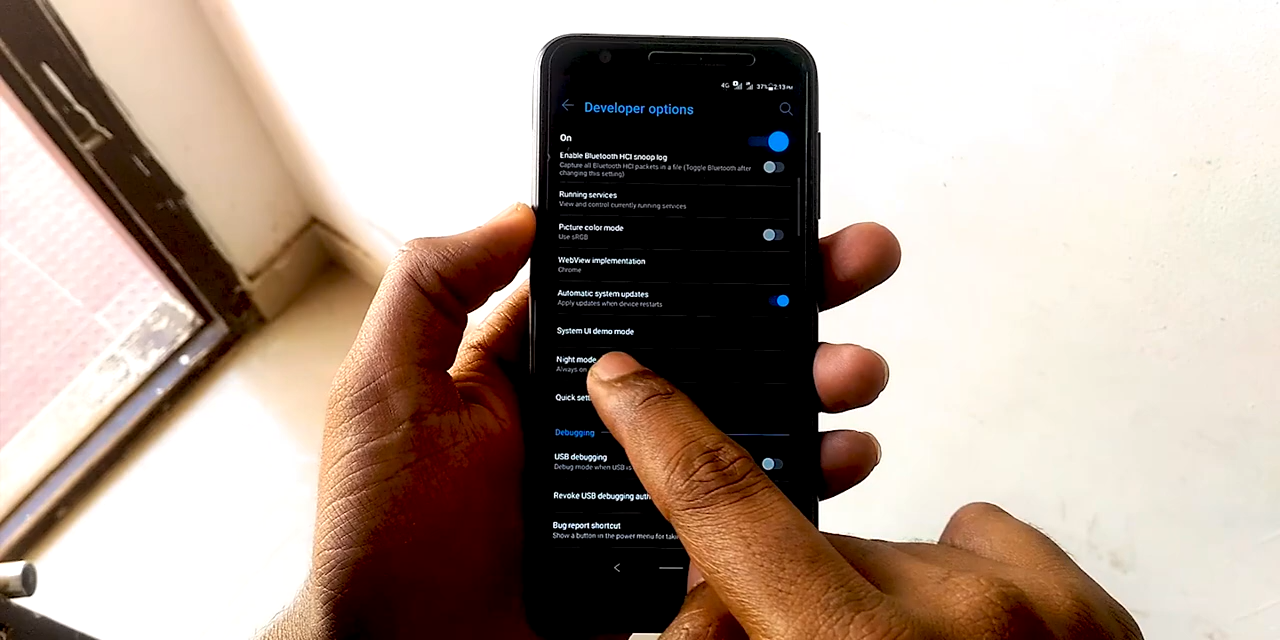 4G 37% 2:13 PM
Developer options
On
Enable Bluetooth HCI snoop log
Capture all Bluetooth HCI packets in a file (Toggle Bluetooth after
changing this setting)
Running services
View and control currently running services
Picture color mode
Use sRGB
WebView implementation
Chrome
Automatic system updates
Apply updates when device restarts
System UI demo mode
Night mode
Always on
Quick
Debugging
USB debugging
Debug mode when USB is
Revoke USB debugging
Bug report shortcut
Show a button in the power menu for